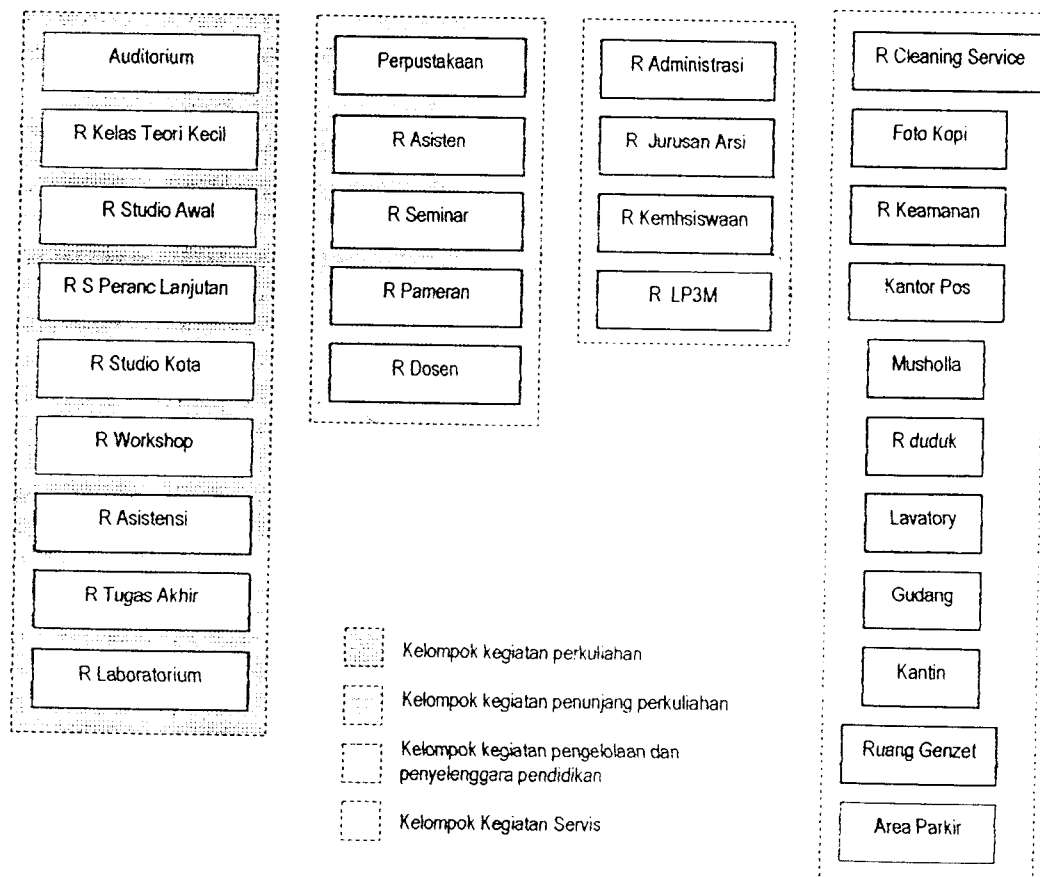 Auditorium
R Kelas Teori Kecil
R Studio Awal
R S Peranc Lanjutan
R Studio Kota
R Workshop
R Asistensi
R Tugas Akhir
R Laboratorium
Perpustakaan
R Asisten
R Seminar
R Pameran
R Dosen
R Administrasi
R Jurusan Arsi
R Kemhsiswaan
R LP3M
R Cleaning Service
Foto Kopi
R Keamanan
Kantor Pos
Musholla
R duduk
Lavatory
Gudang
Kantin
Ruang Genzet
Area Parkir
Kelompok kegiatan perkuliahan
Kelompok kegiatan penunjang perkuliahan
Kelompok kegiatan pengelolaan dan
penyelenggara pendidikan
Kelompok Kegiatan Servis